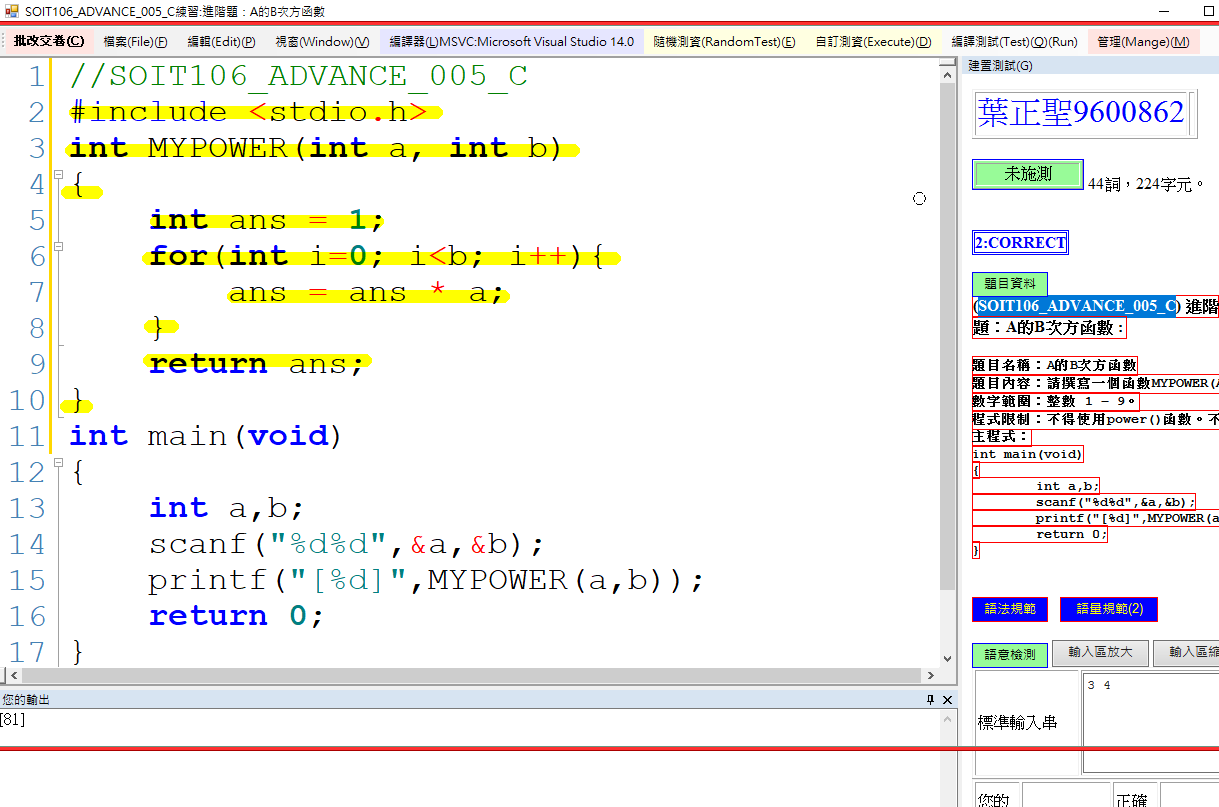 SOIT106_ADVANCE_005_C練習:進階題：A的B次方函數
批改交卷(C) 檔案(File)(F) 編輯(Edit)(P) 視窗(Window)(V) 編譯器(L)MSVC:Microsoft Visual Studio 14.0 隨機測資(RandomTest)(E) 自訂測資(Execute)(D) 編譯測試(Test)(Q)(Run) 管理(Mange)(M)
1 //SOIT106_ADVANCE_005_C
2 #include <stdio.h>
3 int MYPOWER(int a, int b)
4 {
5 int ans = 1;
6 for(int i=0; i<b; i++){
7 ans = ans * a;
8 }
9 return ans;
10 }
11 int main(void)
12 {
13 int a,b;
14 scanf("%d%d",&a,&b);
15 printf("[%d]",MYPOWER(a,b));
16 return 0;
17 }
您的輸出
[81]
建置測試(G)
葉正聖9600862
未施測 44詞，224字元。
2:CORRECT
題目資料
(SOIT106_ADVANCE_005_C) 進階
題：A的B次方函數：
題目名稱：A的B次方函數
題目內容：請撰寫一個函數MYPOWER(A
數字範圍：整數 1 – 9。
程式限制：不得使用power()函數。不
主程式：
int main(void)
{
int a,b;
scanf("%d%d",&a,&b);
printf("[%d]",MYPOWER(a
return 0;
}
語法規範 語量規範(2)
語意檢測 輸入區放大 輸入區縮
標準輸入串 3 4
您的 正確